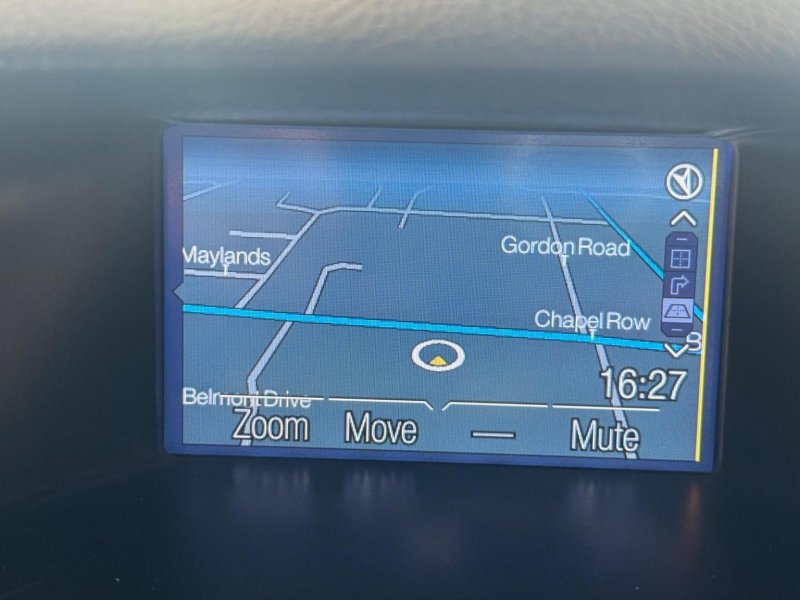 Maylands
Gordon Road
Chapel Row
B
16:27
Belmont Drive
Zoom Move Mute